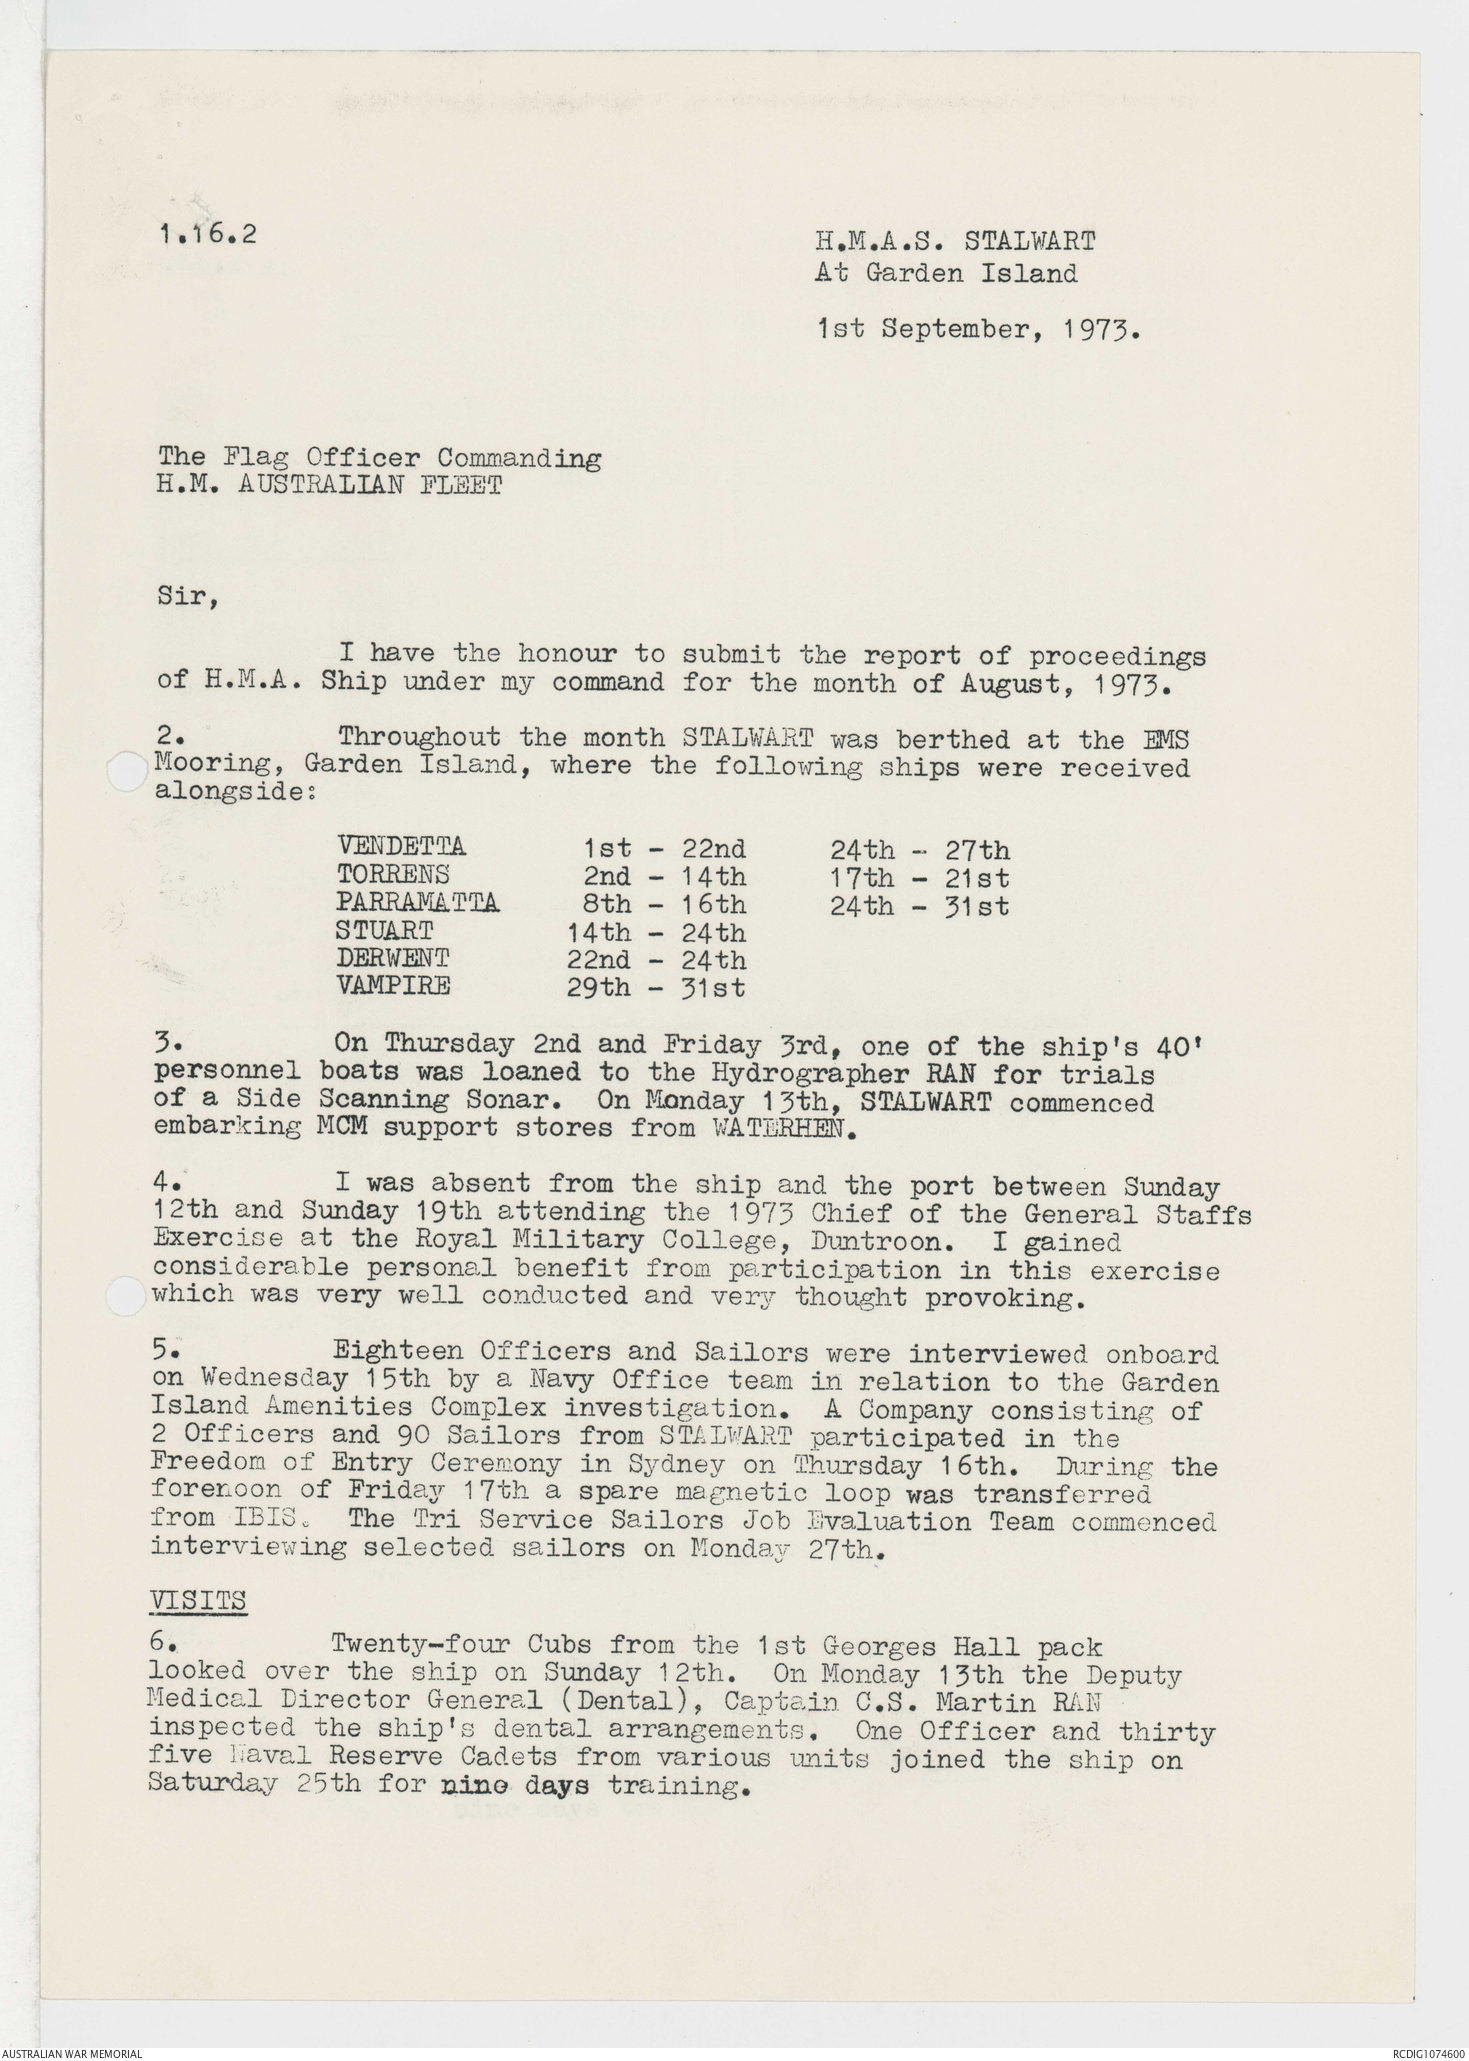 1.16.2
H.M.A.S. STALWART
At Garden Island
1st September, 1973.
The Flag Officer Commanding
H.M. AUSTRALIAN FLEET
Sir,
I have the honour to submit the report of proceedings
of H.M.A. Ship under my command for the month of August, 1973.
2. Throughout the month STALWART was berthed at the EMS
Mooring, Garden Island, where the following ships were received
alongside:
VENDETTA 1st - 22nd 24th - 27th
TORRENS 2nd - 14th 17th - 21st
PARRAMATTA 8th - 16th 24th - 31st
STUART 14th - 24th
DERWENT 22nd - 24th
VAMPIRE 29th - 31st
3. On Thursday 2nd and Friday 3rd, one of the ship's 40'
personnel boats was loaned to the Hydrographer RAN for trials
of a Side Scanning Sonar. On Monday 13th, STALWART commenced
embarking MCM support stores from WATERHEN.
4. I was absent from the ship and the port between Sunday
12th and Sunday 19th attending the 1973 Chief of the General Staffs
Exercise at the Royal Military College, Duntroon. I gained
considerable personal benefit from participation in this exercise
which was very well conducted and very thought provoking.
5. Eighteen Officers and Sailors were interviewed onboard
on Wednesday 15th by a Navy Office team in relation to the Garden
Island Amenities Complex investigation. A Company consisting of
2 Officers and 90 Sailors from STALWART participated in the
Freedom of Entry Ceremony in Sydney on Thursday 16th. During the
forenoon of Friday 17th a spare magnetic loop was transferred
from IBIS. The Tri Service Sailors Job Evaluation Team commenced
interviewing selected sailors on Monday 27th.
VISITS
6. Twenty-four Cubs from the 1st Georges Hall pack
looked over the ship on Sunday 12th. On Monday 13th the Deputy
Medical Director General (Dental), Captain C.S. Martin RAN
inspected the ship's dental arrangements. One Officer and thirty
five Naval Reserve Cadets from various units joined the ship on
Saturday 25th for nine days training.
AUSTRALIAN WAR MEMORIAL
RCDIG1074600